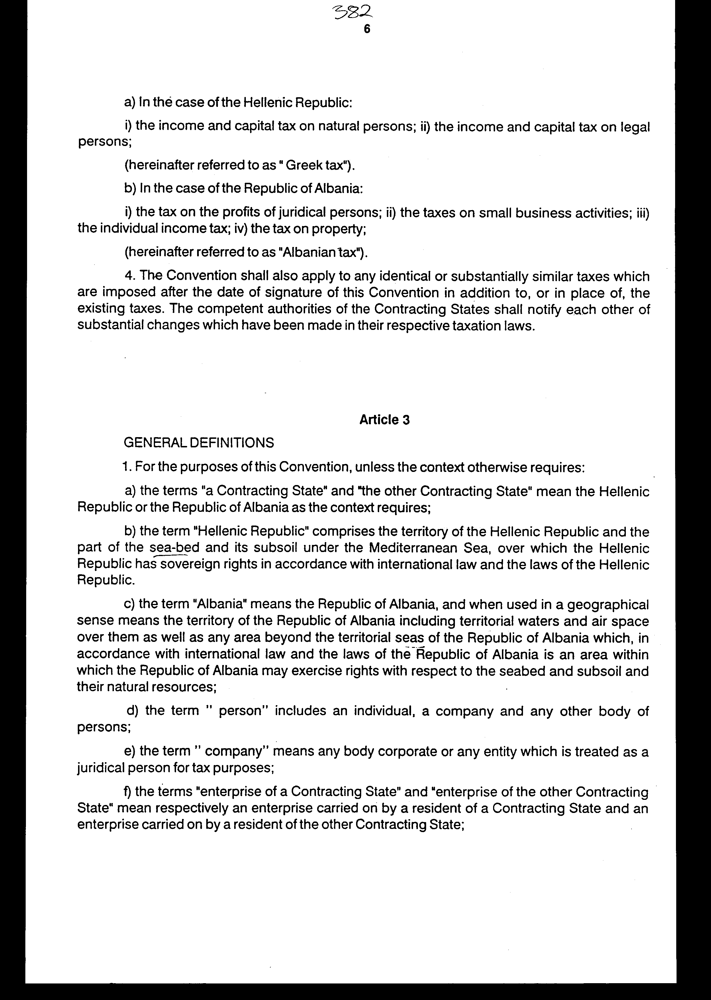 382
6
a) In the case of the Hellenic Republic:
i) the income and capital tax on natural persons; ii) the income and capital tax on legal
persons;
(hereinafter referred to as " Greek tax").
b) In the case of the Republic of Albania:
i) the tax on the profits of juridical persons; ii) the taxes on small business activities; iii)
the individual income tax; iv) the tax on property;
(hereinafter referred to as "Albanian tax").
4. The Convention shall also apply to any identical or substantially similar taxes which
are imposed after the date of signature of this Convention in addition to, or in place of, the
existing taxes. The competent authorities of the Contracting States shall notify each other of
substantial changes which have been made in their respective taxation laws.
Article 3
GENERAL DEFINITIONS
1. For the purposes of this Convention, unless the context otherwise requires:
a) the terms "a Contracting State" and "the other Contracting State" mean the Hellenic
Republic or the Republic of Albania as the context requires;
b) the term "Hellenic Republic" comprises the territory of the Hellenic Republic and the
part of the sea-bed and its subsoil under the Mediterranean Sea, over which the Hellenic
Republic has sovereign rights in accordance with international law and the laws of the Hellenic
Republic.
c) the term "Albania" means the Republic of Albania, and when used in a geographical
sense means the territory of the Republic of Albania including territorial waters and air space
over them as well as any area beyond the territorial seas of the Republic of Albania which, in
accordance with international law and the laws of the Republic of Albania is an area within
which the Republic of Albania may exercise rights with respect to the seabed and subsoil and
their natural resources;
d) the term " person" includes an individual, a company and any other body of
persons;
e) the term " company" means any body corporate or any entity which is treated as a
juridical person for tax purposes;
f) the terms "enterprise of a Contracting State" and "enterprise of the other Contracting
State" mean respectively an enterprise carried on by a resident of a Contracting State and an
enterprise carried on by a resident of the other Contracting State;